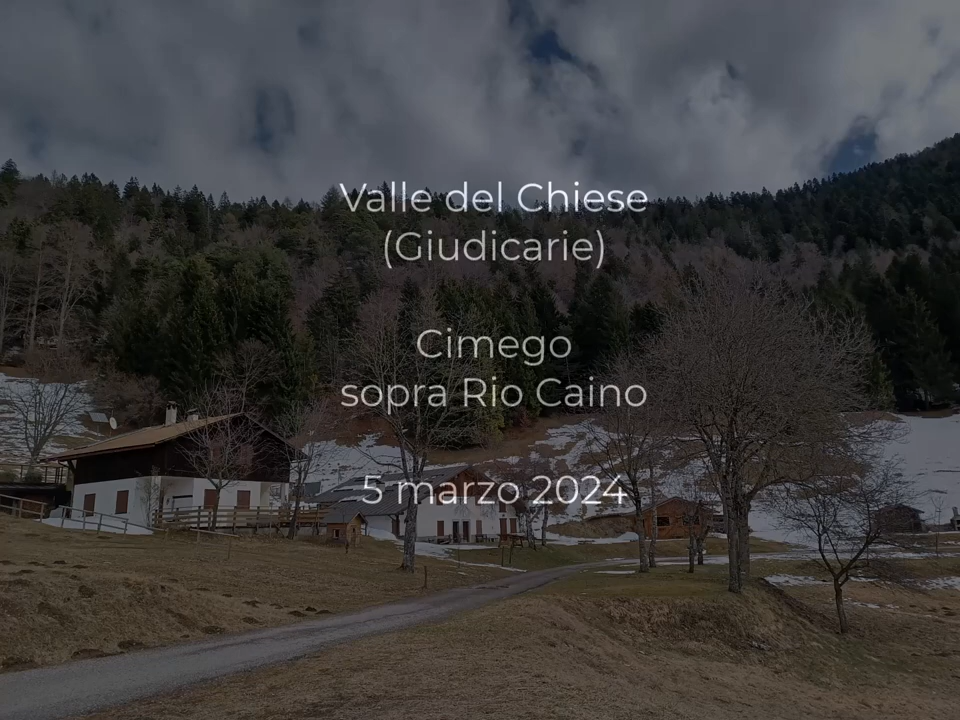 Valle del Chiese
(Giudicarie)
Cimego
sopra Rio Caino
5 marzo 2024